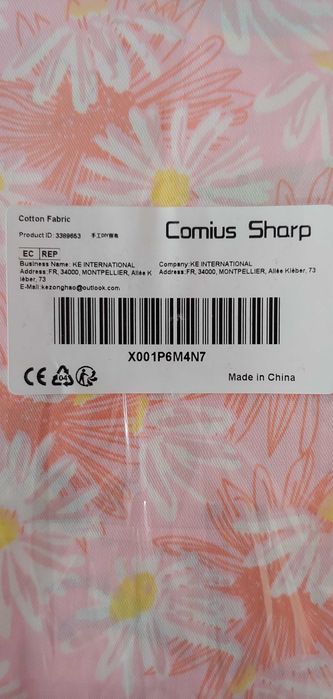 Cotton Fabric
Comius Sharp
Product ID: 3389653 手工DIY
EC REP
Business Name: KE INTERNATIONAL
Address:FR, 34000, MONTPELLIER, Allée K
léber, 73
E-Mail:kezonghao@outlook.com
Company:KE INTERNATIONAL
Address:FR,34000, MONTPELLIER, Allée Kléber, 73
X001P6M4N7
CE 04
Made in China